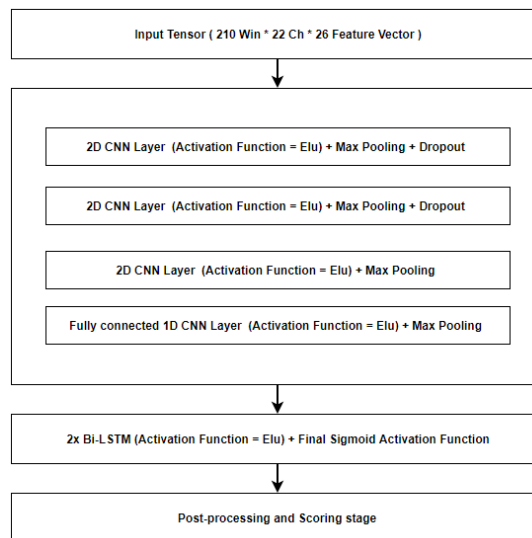 Input Tensor ( 210 Win * 22 Ch * 26 Feature Vector )
2D CNN Layer (Activation Function = Elu) + Max Pooling + Dropout
2D CNN Layer (Activation Function = Elu) + Max Pooling + Dropout
2D CNN Layer (Activation Function = Elu) + Max Pooling
Fully connected 1D CNN Layer (Activation Function = Elu) + Max Pooling
2x Bi-LSTM (Activation Function = Elu) + Final Sigmoid Activation Function
Post-processing and Scoring stage